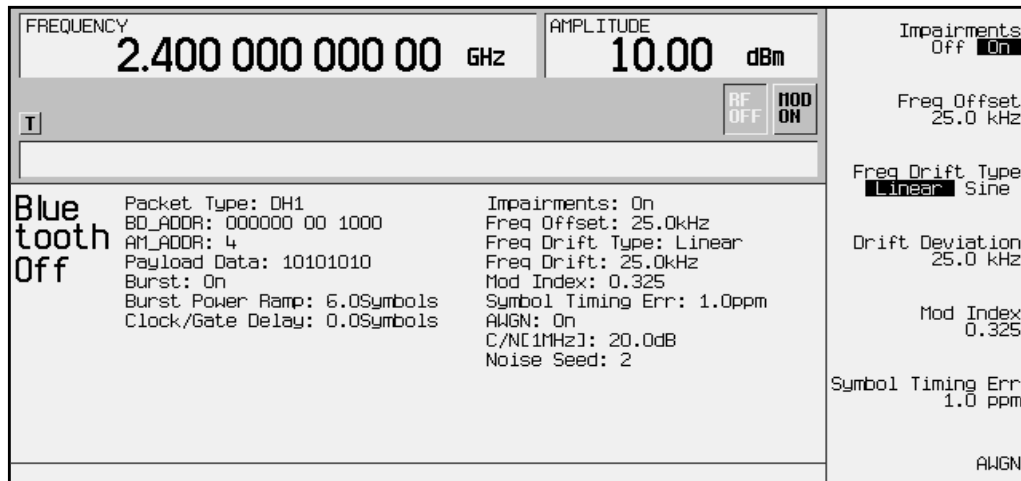 FREQUENCY
2.400 000 000 00 GHz
AMPLITUDE
10.00 dBm
RF OFF
MOD ON
T
Blue
tooth
Off
Packet Type: DH1
BD_ADDR: 000000 00 1000
AM_ADDR: 4
Payload Data: 10101010
Burst: On
Burst Power Ramp: 6.0Symbols
Clock/Gate Delay: 0.0Symbols
Impairments: On
Freq Offset: 25.0kHz
Freq Drift Type: Linear
Freq Drift: 25.0kHz
Mod Index: 0.325
Symbol Timing Err: 1.0ppm
AWGN: On
C/N[1MHz]: 20.0dB
Noise Seed: 2
Impairments
Off On
Freq Offset
25.0 kHz
Freq Drift Type
Linear Sine
Drift Deviation
25.0 kHz
Mod Index
0.325
Symbol Timing Err
1.0 ppm
AWGN